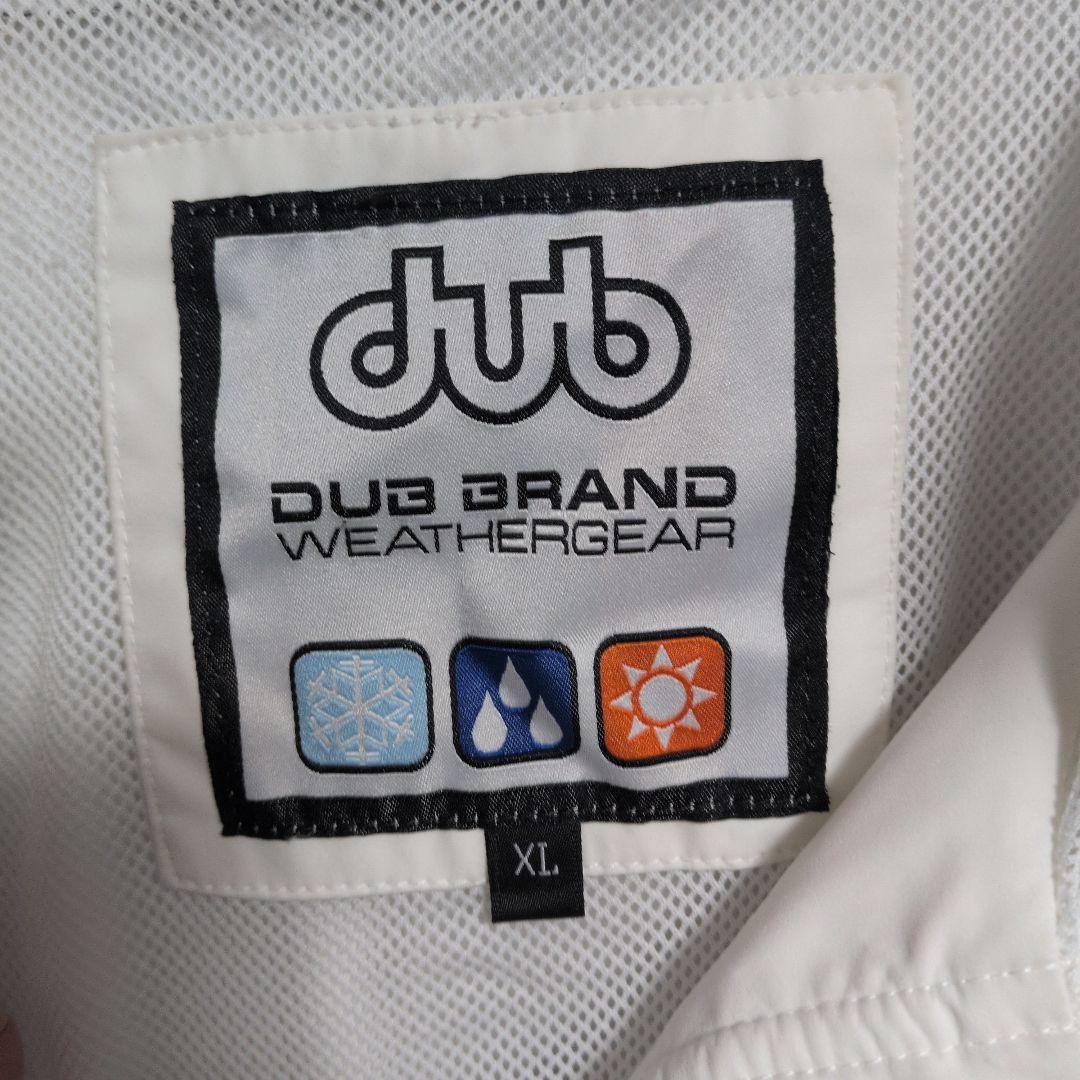 dub
DUB BRAND
WEATHERGEAR
XL